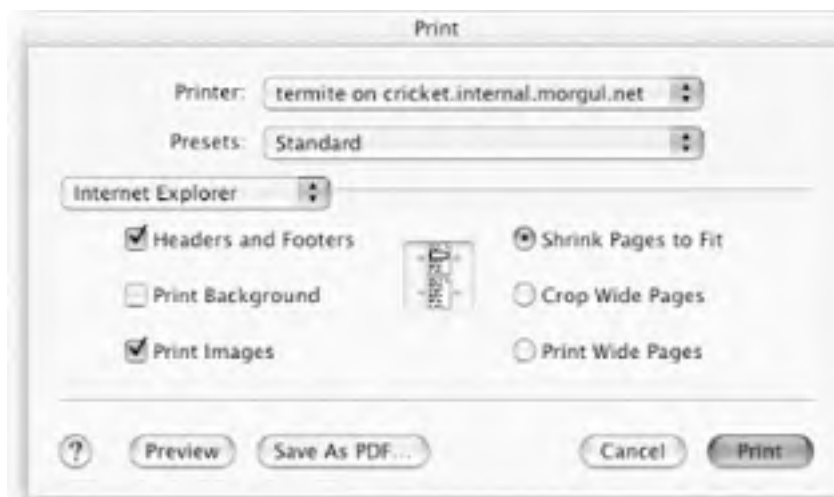 Print
Printer: termite on cricket.internal.morgul.net
Presets: Standard
Internet Explorer
Headers and Footers
Shrink Pages to Fit
Print Background
Crop Wide Pages
Print Images
Print Wide Pages
? Preview Save As PDF... Cancel Print